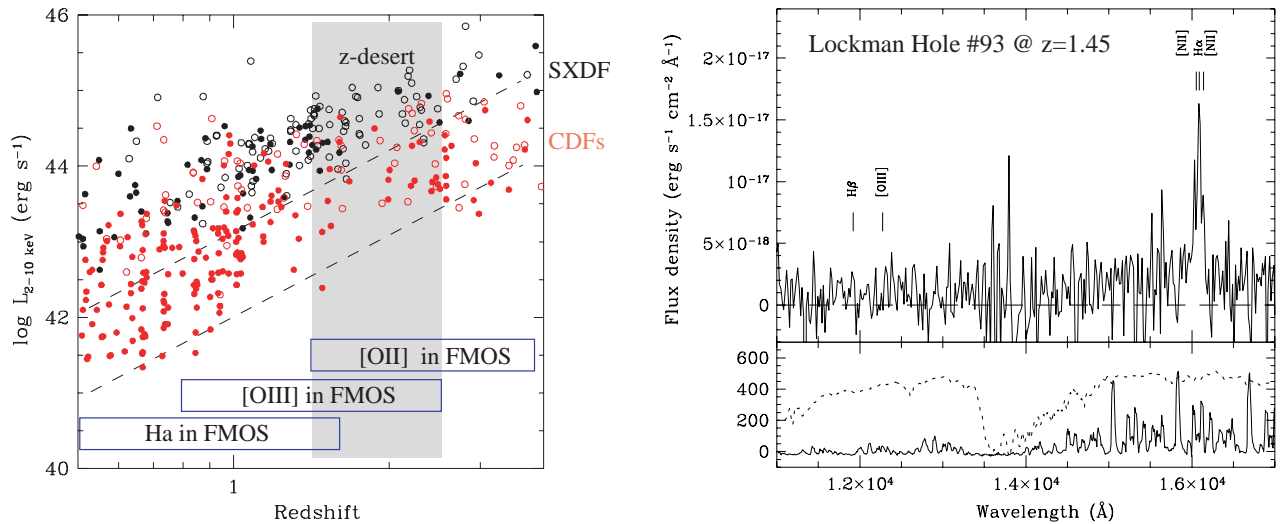 46
44
42
40
log L2−10 keV (erg s⁻¹)
z-desert
SXDF
CDFs
[OII] in FMOS
[OIII] in FMOS
Ha in FMOS
1
Redshift
Lockman Hole #93 @ z=1.45
[NII]
Hα
[NII]
Hβ
[OIII]
2×10⁻¹⁷
1.5×10⁻¹⁷
10⁻¹⁷
5×10⁻¹⁸
0
Flux density (erg s⁻¹ cm⁻² Å⁻¹)
600
400
200
0
1.2×10⁴
1.4×10⁴
1.6×10⁴
Wavelength (Å)